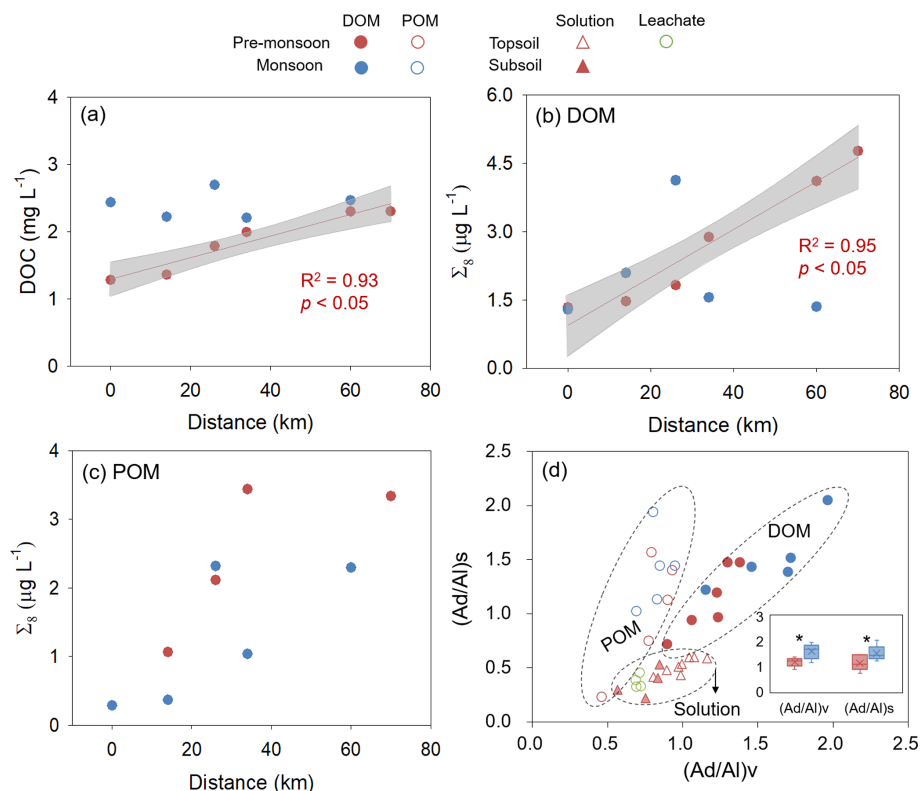 DOM POM Solution Leachate
Pre-monsoon Topsoil
Monsoon Subsoil
(a)
4
3
2
1
0
DOC (mg L⁻¹)
R² = 0.93
p < 0.05
0 20 40 60 80
Distance (km)
(b) DOM
6.0
4.5
3.0
1.5
0.0
Σ₈ (μg L⁻¹)
R² = 0.95
p < 0.05
0 20 40 60 80
Distance (km)
(c) POM
4
3
2
1
0
Σ₈ (μg L⁻¹)
0 20 40 60 80
Distance (km)
(d)
2.5
2.0
1.5
1.0
0.5
0.0
(Ad/Al)s
DOM
POM
Solution
3
2
1
0
* *
(Ad/Al)v (Ad/Al)s
0.0 0.5 1.0 1.5 2.0 2.5
(Ad/Al)v